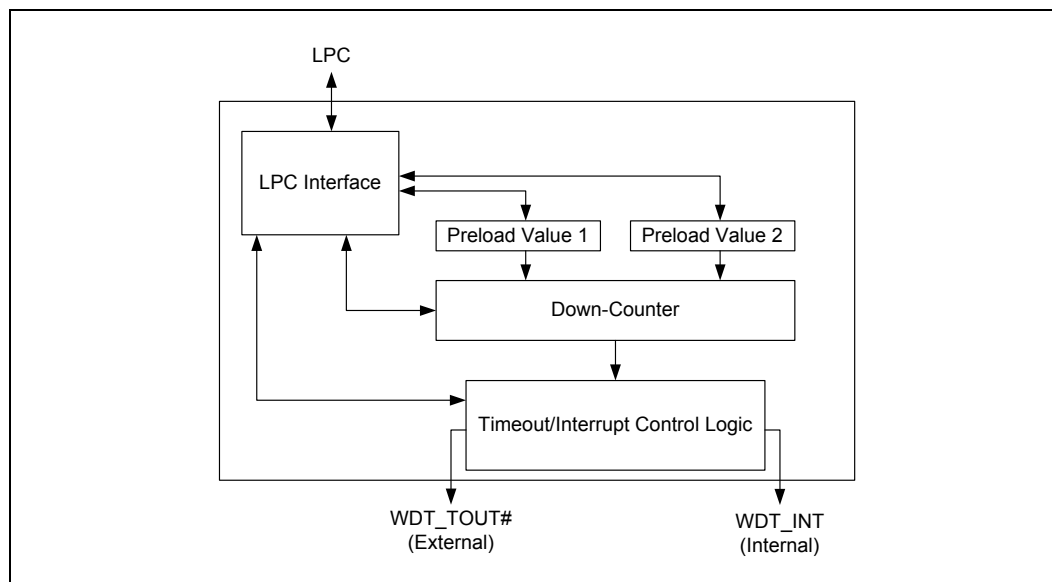 LPC
LPC Interface
Preload Value 1
Preload Value 2
Down-Counter
Timeout/Interrupt Control Logic
WDT_TOUT#
(External)
WDT_INT
(Internal)